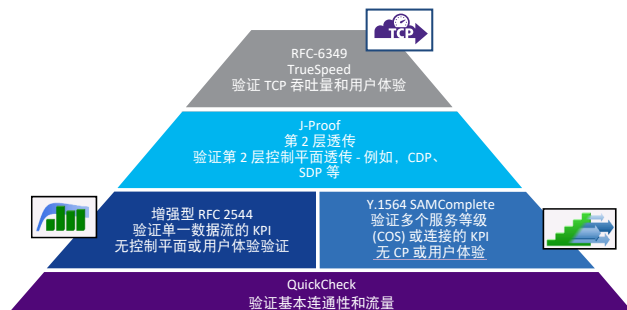 TCP
RFC-6349
TrueSpeed
验证 TCP 吞吐量和用户体验
J-Proof
第 2 层透传
验证第 2 层控制平面透传 - 例如，CDP、
SDP 等
增强型 RFC 2544
验证单一数据流的 KPI
无控制平面或用户体验验证
Y.1564 SAMComplete
验证多个服务等级
(COS) 或连接的 KPI
无 CP 或用户体验
QuickCheck
验证基本连通性和流量